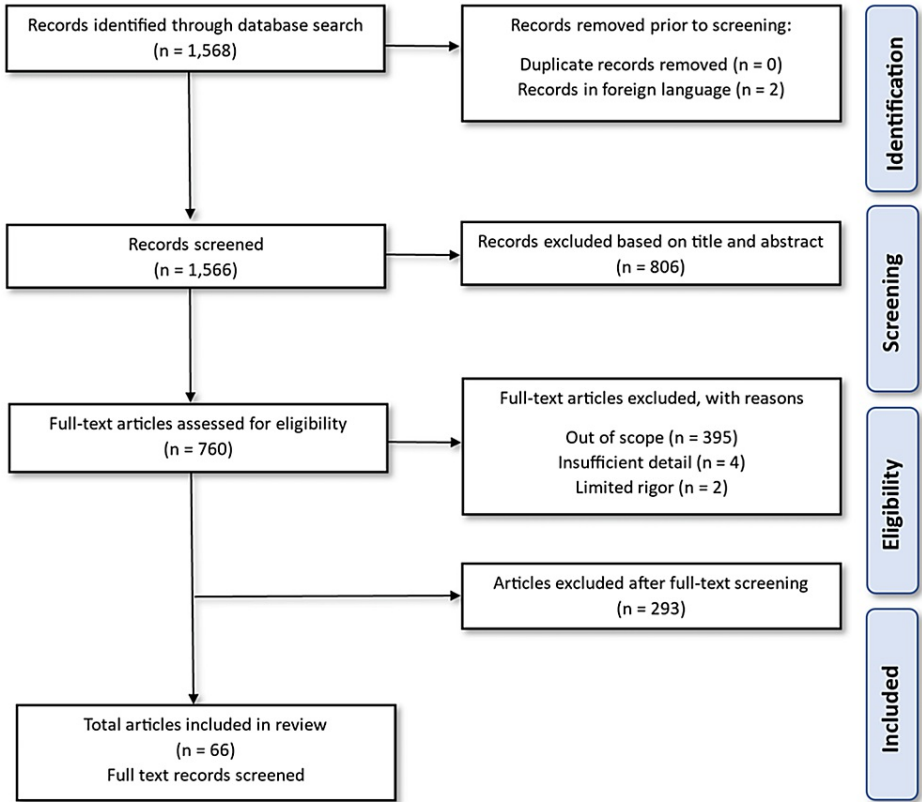 Records identified through database search
(n = 1,568)
Records removed prior to screening:
Duplicate records removed (n = 0)
Records in foreign language (n = 2)
Identification
Records screened
(n = 1,566)
Records excluded based on title and abstract
(n = 806)
Screening
Full-text articles assessed for eligibility
(n = 760)
Full-text articles excluded, with reasons
Out of scope (n = 395)
Insufficient detail (n = 4)
Limited rigor (n = 2)
Eligibility
Articles excluded after full-text screening
(n = 293)
Total articles included in review
(n = 66)
Full text records screened
Included